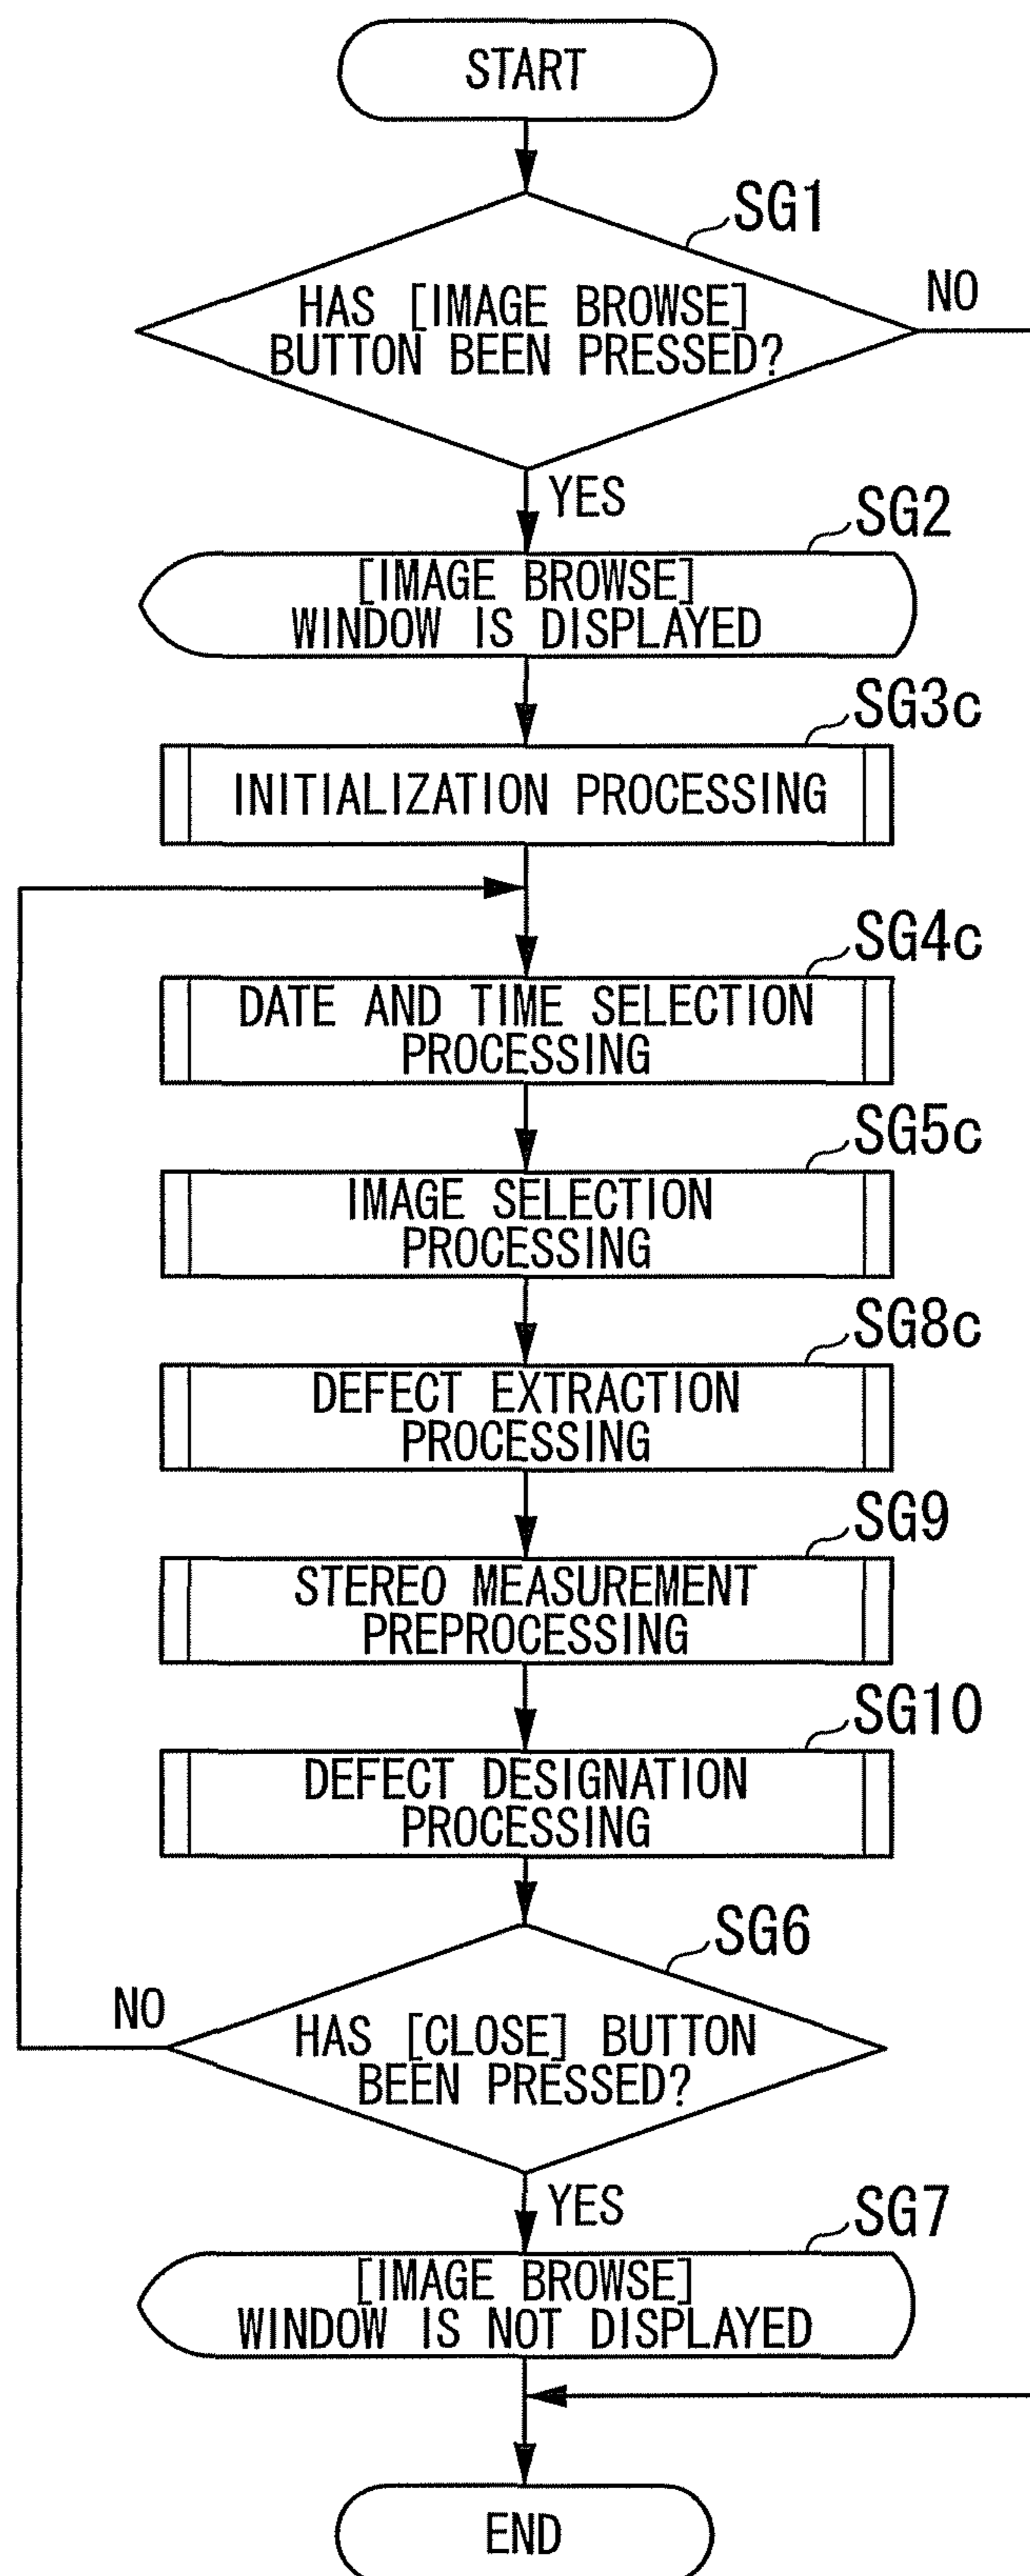 START
SG1
HAS [IMAGE BROWSE]
BUTTON BEEN PRESSED?
NO
YES
SG2
[IMAGE BROWSE]
WINDOW IS DISPLAYED
SG3c
INITIALIZATION PROCESSING
SG4c
DATE AND TIME SELECTION
PROCESSING
SG5c
IMAGE SELECTION
PROCESSING
SG8c
DEFECT EXTRACTION
PROCESSING
SG9
STEREO MEASUREMENT
PREPROCESSING
SG10
DEFECT DESIGNATION
PROCESSING
SG6
NO
HAS [CLOSE] BUTTON
BEEN PRESSED?
YES
SG7
[IMAGE BROWSE]
WINDOW IS NOT DISPLAYED
END